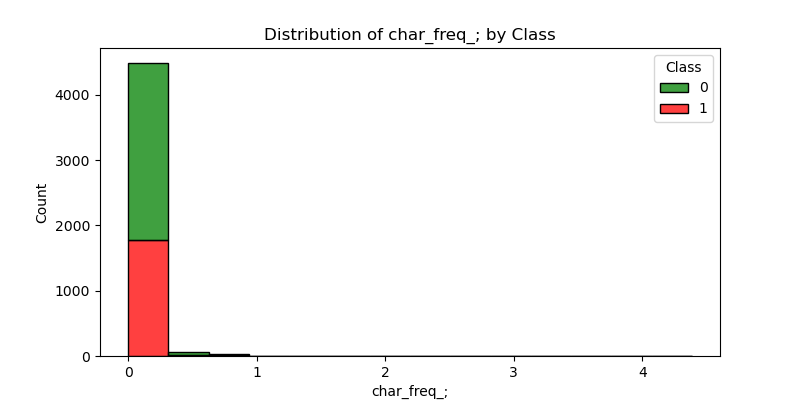 Distribution of char_freq_; by Class
Class
0
1
4000
3000
2000
1000
0
Count
0 1 2 3 4
char_freq_;